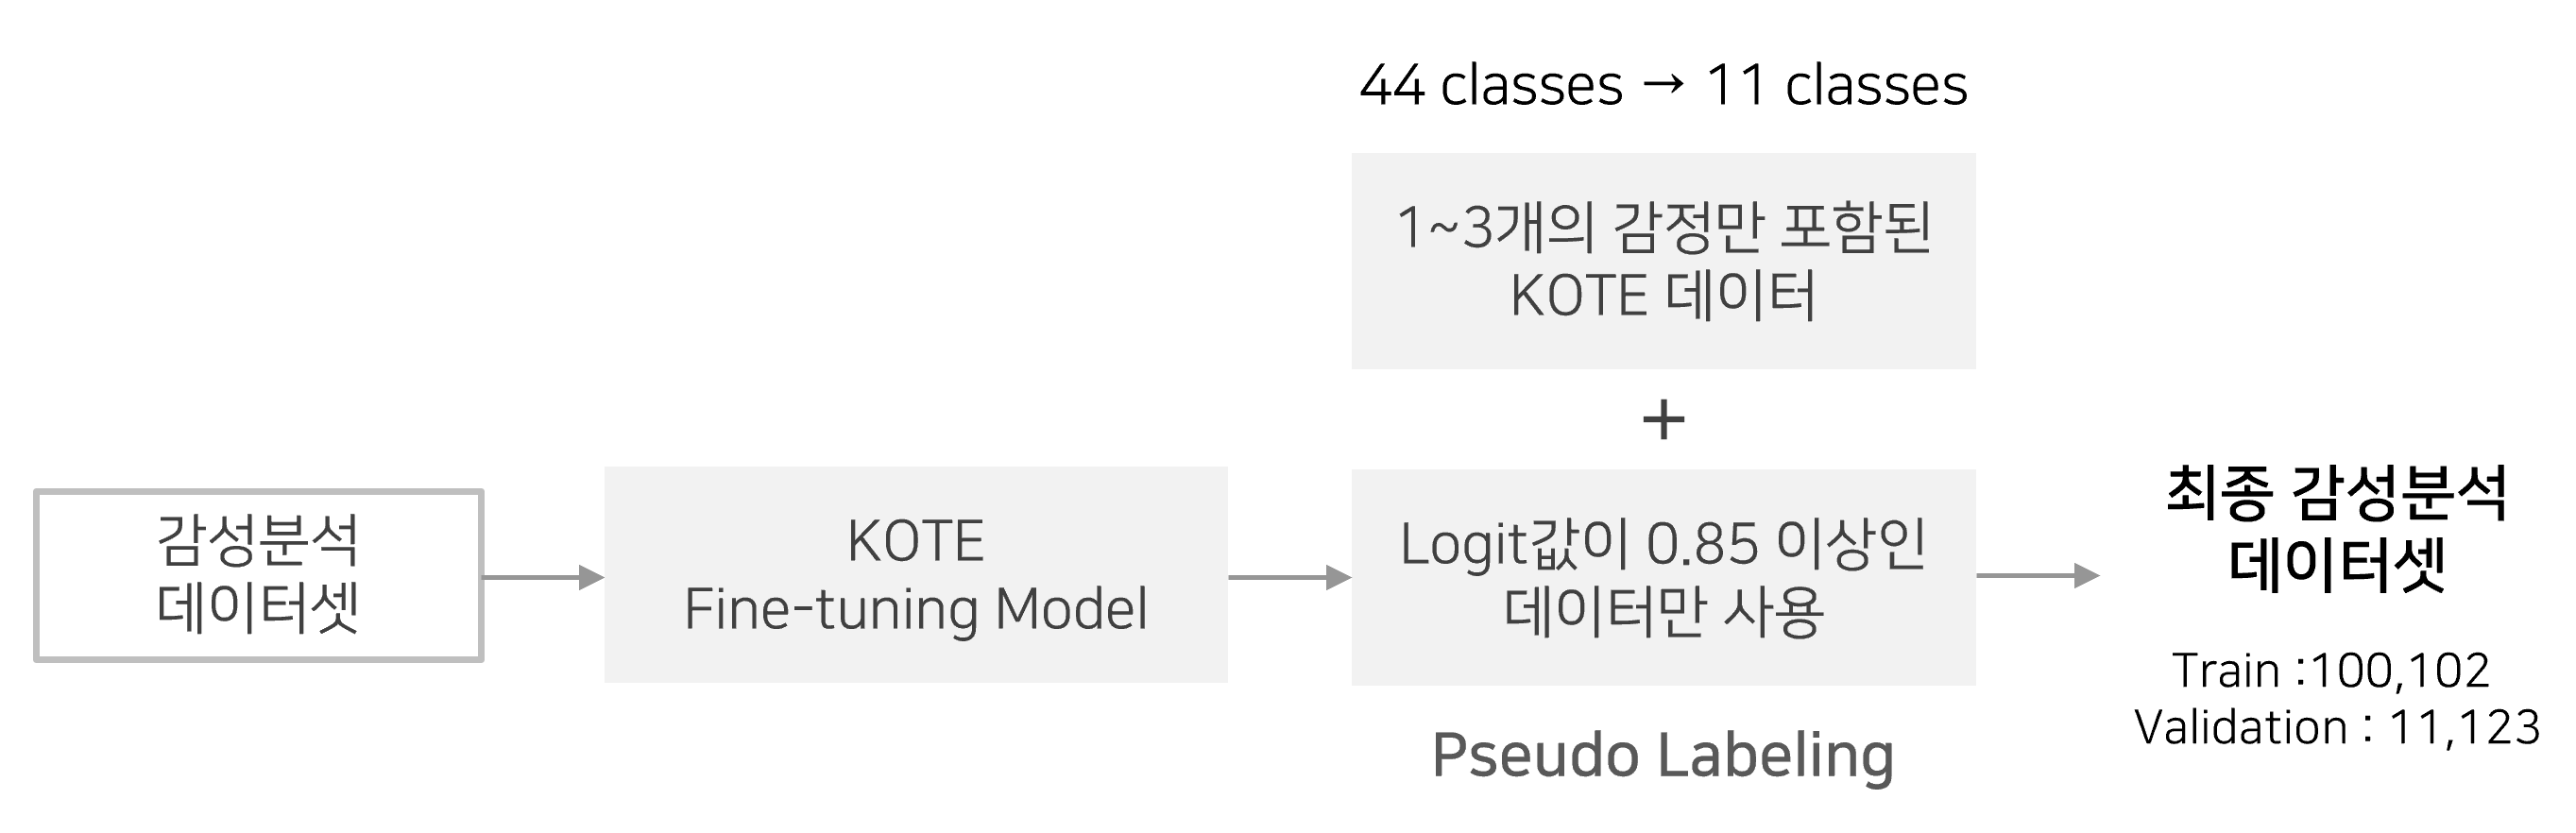 44 classes → 11 classes
1~3개의 감정만 포함된
KOTE 데이터
+
감성분석
데이터셋
KOTE
Fine-tuning Model
Logit값이 0.85 이상인
데이터만 사용
Pseudo Labeling
최종 감성분석
데이터셋
Train :100,102
Validation : 11,123